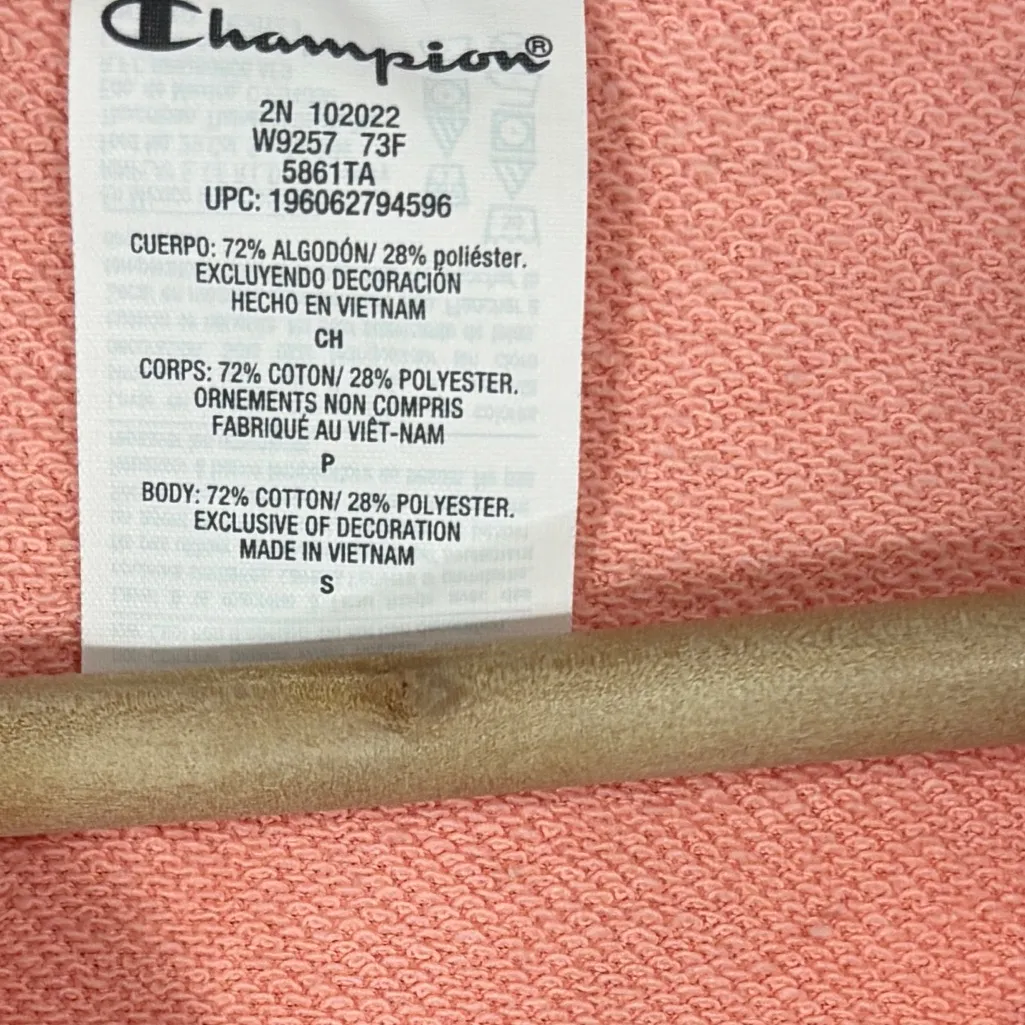 Champion®
2N 102022
W9257 73F
5861TA
UPC: 196062794596
CUERPO: 72% ALGODÓN/ 28% poliéster.
EXCLUYENDO DECORACIÓN
HECHO EN VIETNAM
CH
CORPS: 72% COTON/ 28% POLYESTER.
ORNEMENTS NON COMPRIS
FABRIQUÉ AU VIÊT-NAM
P
BODY: 72% COTTON/ 28% POLYESTER.
EXCLUSIVE OF DECORATION
MADE IN VIETNAM
S